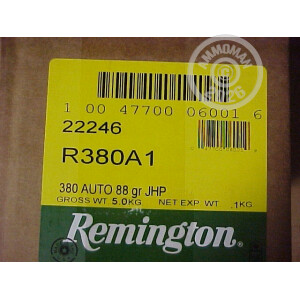 AMMOMAN
1 00 47700 06001 6
22246
R380A1
380 AUTO 88 gr JHP
GROSS WT. 5.0KG NET EXP WT. .1KG
Remington